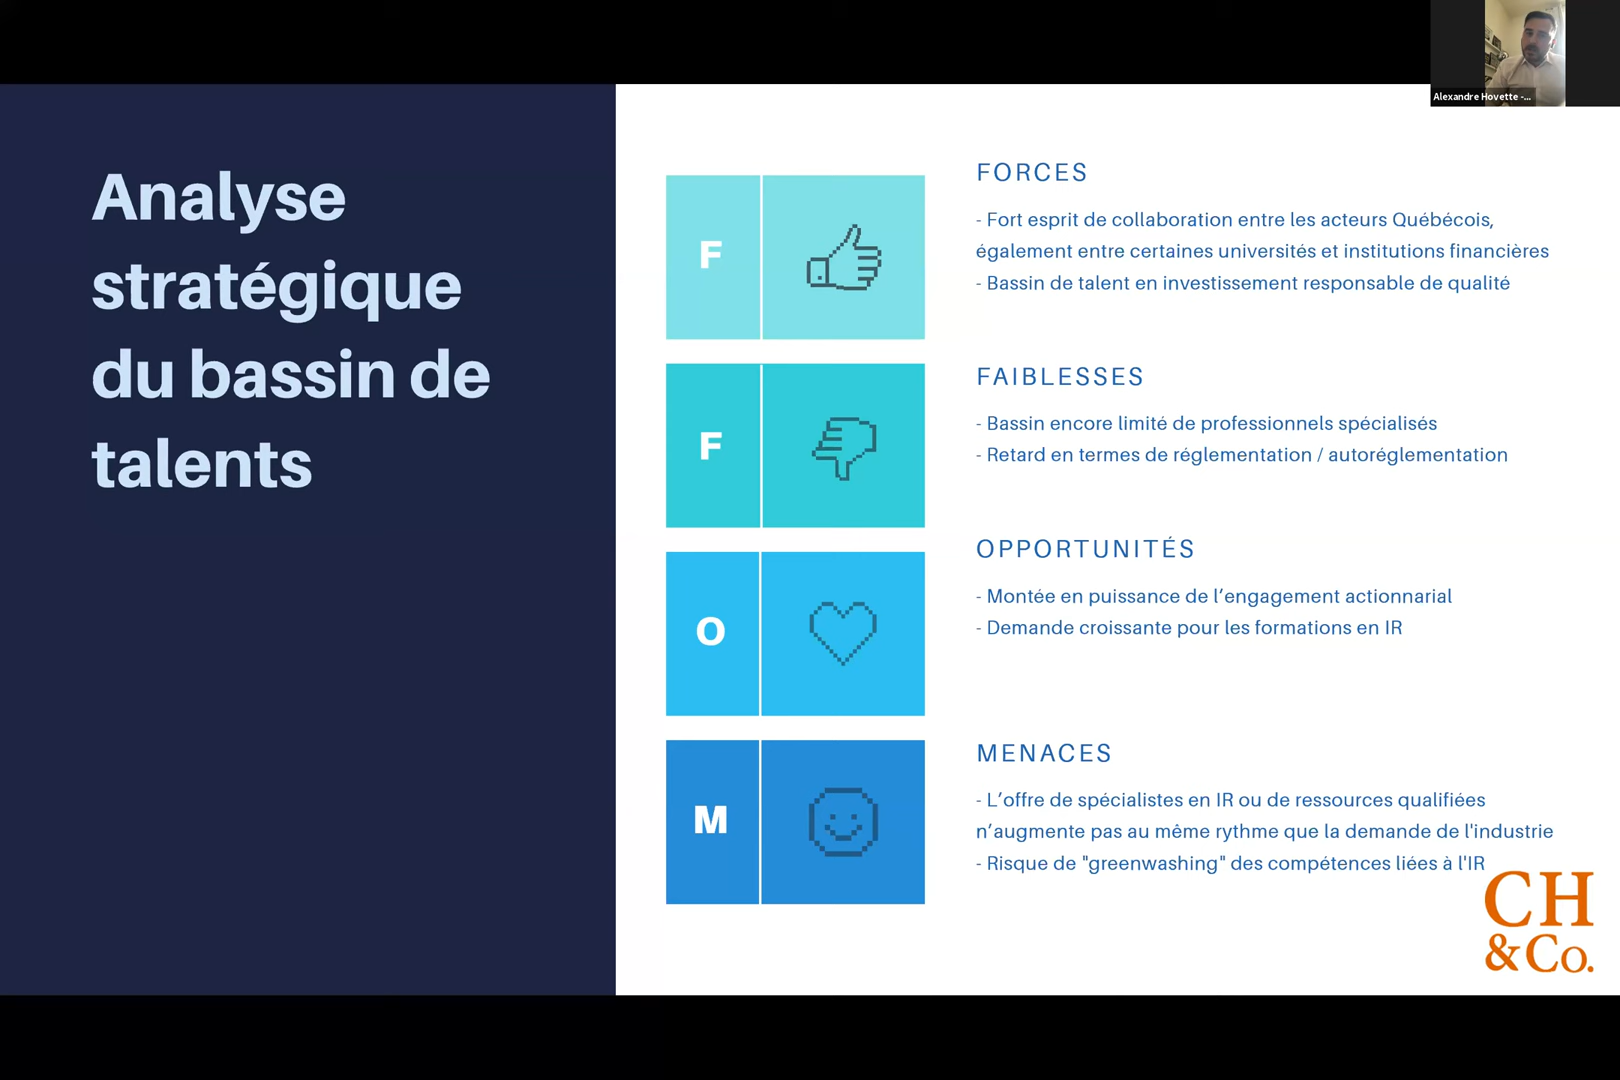 Alexandre Hovette -...
Analyse
stratégique
du bassin de
talents
F
FORCES
- Fort esprit de collaboration entre les acteurs Québécois,
également entre certaines universités et institutions financières
- Bassin de talent en investissement responsable de qualité
F
FAIBLESSES
- Bassin encore limité de professionnels spécialisés
- Retard en termes de réglementation / autoréglementation
O
OPPORTUNITÉS
- Montée en puissance de l’engagement actionnarial
- Demande croissante pour les formations en IR
M
MENACES
- L’offre de spécialistes en IR ou de ressources qualifiées
n’augmente pas au même rythme que la demande de l'industrie
- Risque de "greenwashing" des compétences liées à l'IR
CH
&Co.